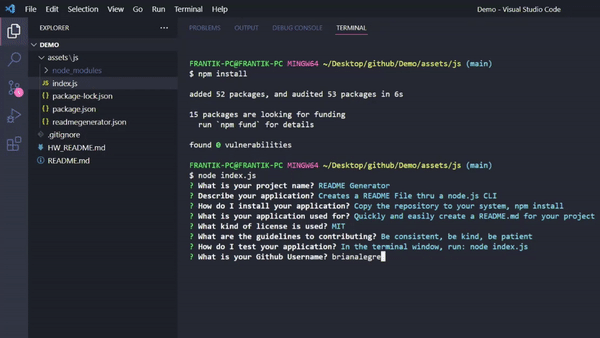 File Edit Selection View Go Run Terminal Help
Demo - Visual Studio Code
EXPLORER
DEMO
assets\js
node_modules
JS index.js
{} package-lock.json
{} package.json
{} readmegenerator.json
.gitignore
HW_README.md
README.md
PROBLEMS OUTPUT DEBUG CONSOLE TERMINAL
FRANTIK-PC@FRANTIK-PC MINGW64 ~/Desktop/github/Demo/assets/js (main)
$ npm install
added 52 packages, and audited 53 packages in 6s
15 packages are looking for funding
run `npm fund` for details
found 0 vulnerabilities
FRANTIK-PC@FRANTIK-PC MINGW64 ~/Desktop/github/Demo/assets/js (main)
$ node index.js
? What is your project name? README Generator
? Describe your application? Creates a README File thru a node.js CLI
? How do I install your application? Copy the repository to your system, npm install
? What is your application used for? Quickly and easily create a README.md for your project
? What kind of license is used? MIT
? What are the guidelines to contributing? Be consistent, be kind, be patient
? How do I test your application? In the terminal window, run: node index.js
? What is your Github Username? brianalegre